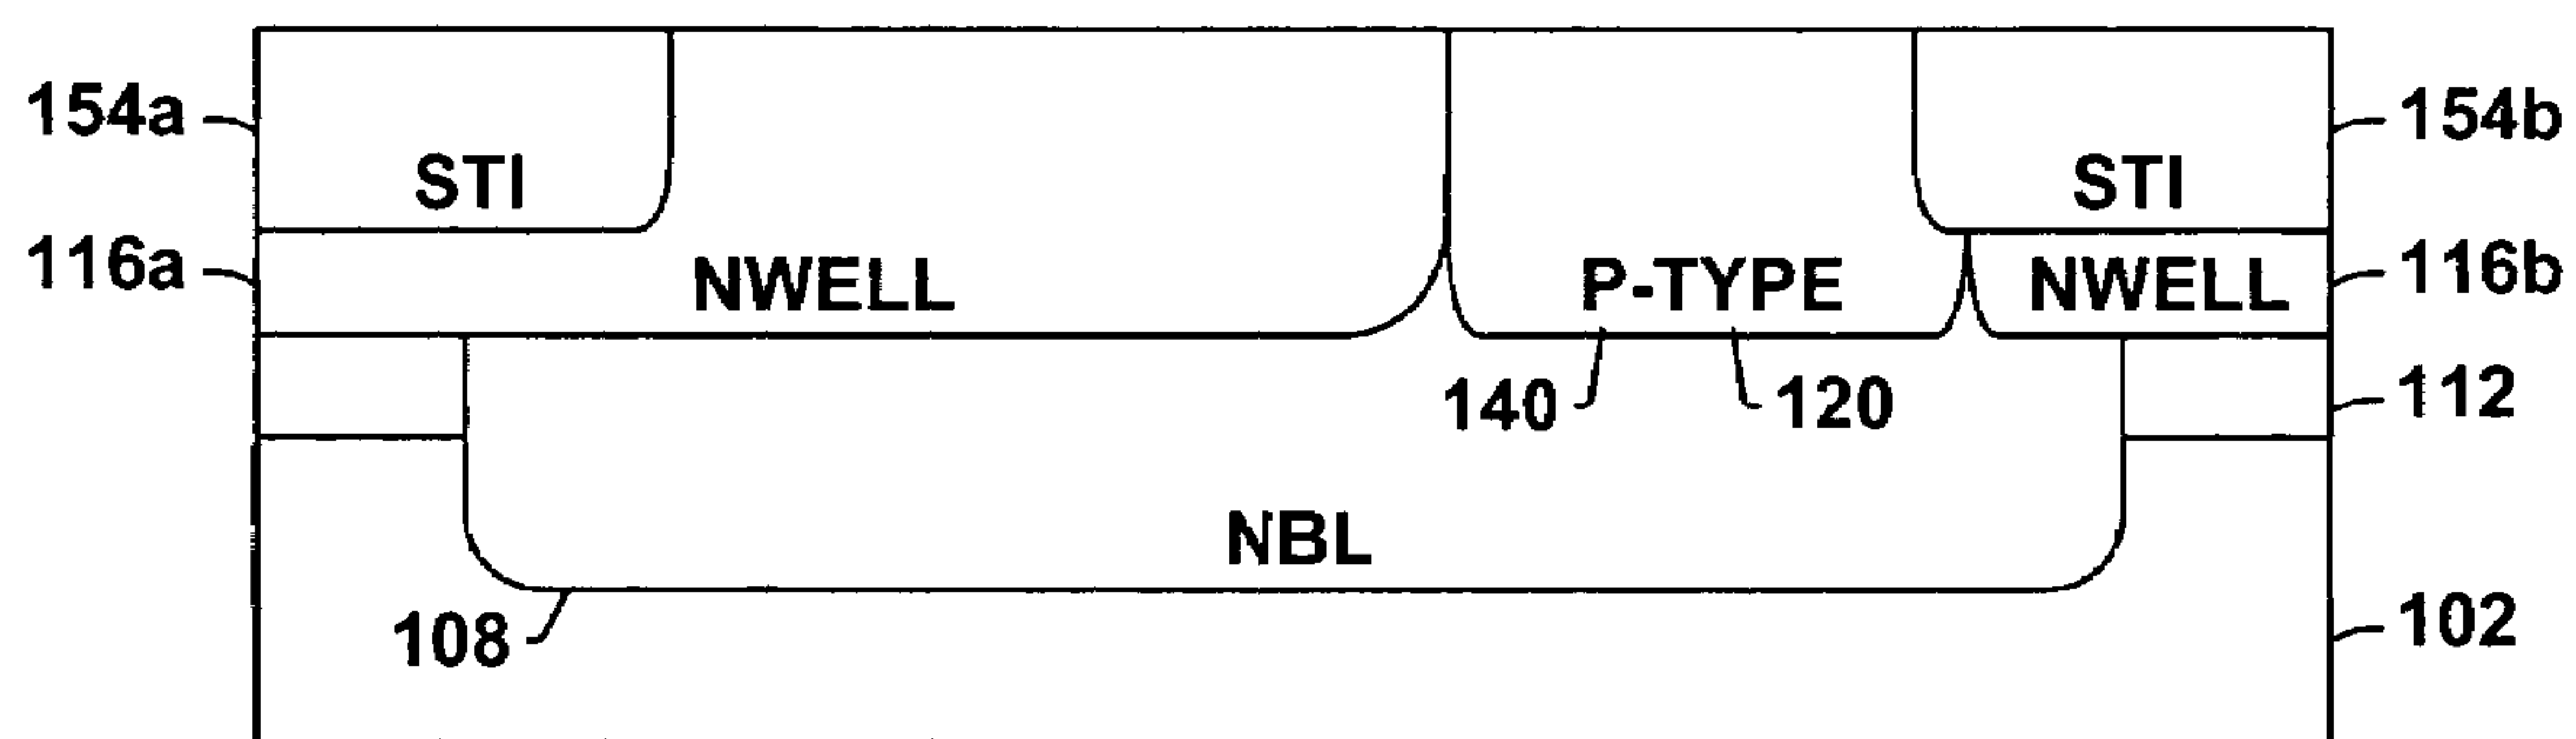 154a
154b
STI
STI
116a
NWELL
P-TYPE
NWELL
116b
140
120
112
NBL
108
102